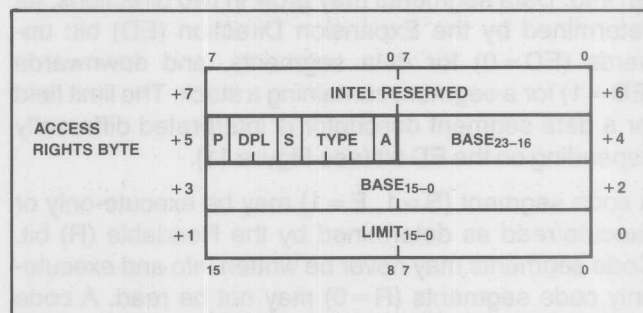 7 0 7 0
+7 INTEL RESERVED +6
ACCESS
RIGHTS BYTE
+5 DPL S TYPE A BASE23–16 +4
+3 BASE15–0 +2
+1 LIMIT15–0 0
15 8 7 0